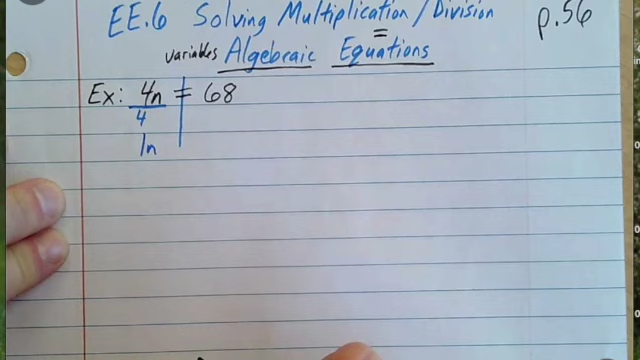 EE.6 Solving Multiplication/Division
p.56
=
variables Algebraic Equations
Ex: 4n = 68
4
1n